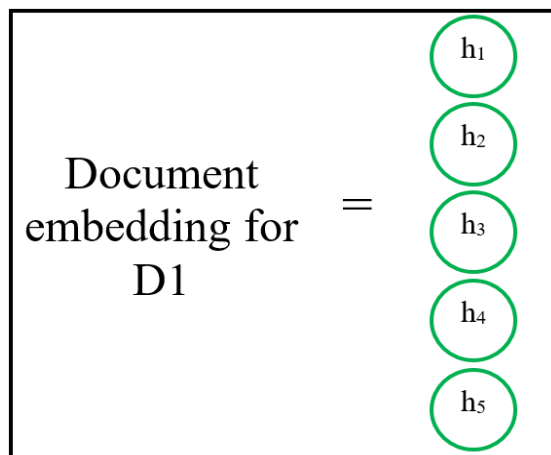 h₁
h₂
Document
embedding for
D1
=
h₃
h₄
h₅